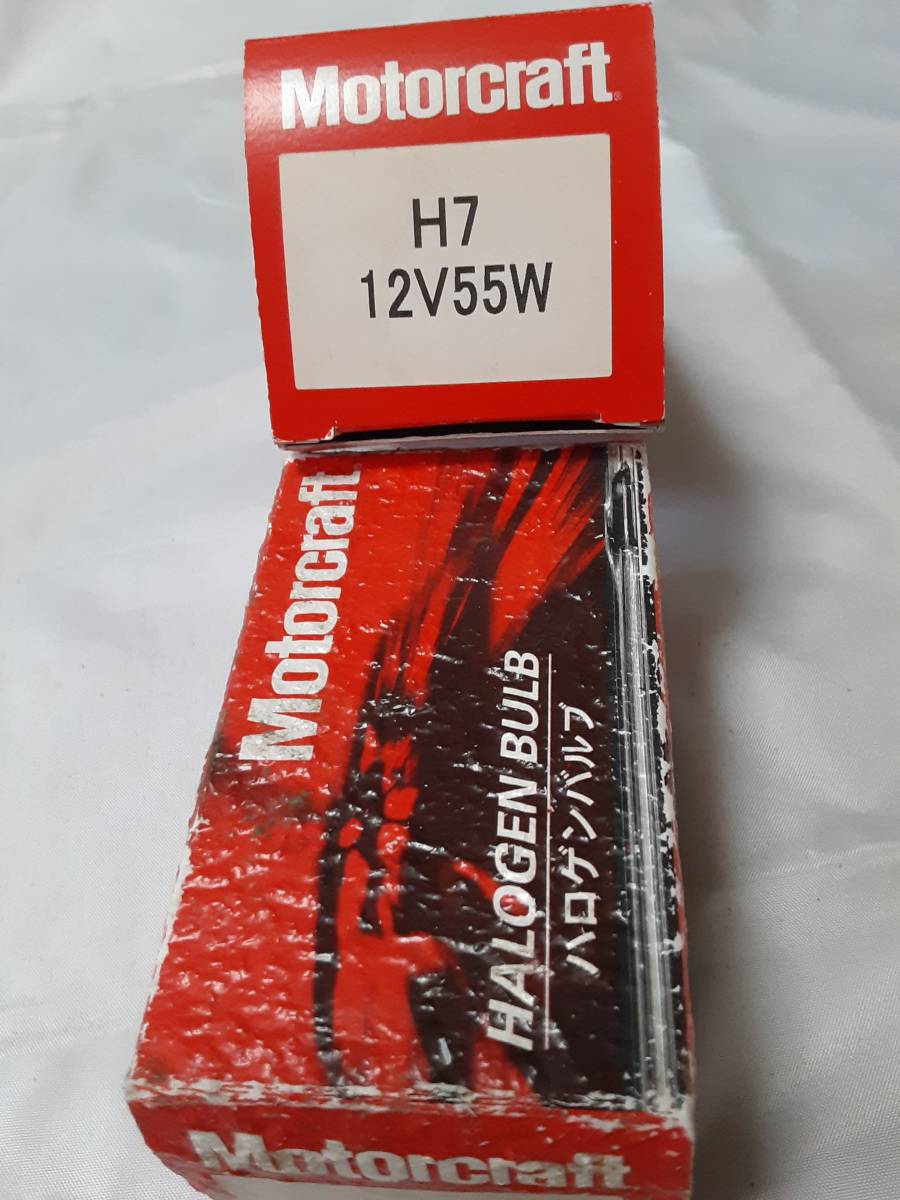 Motorcraft®
H7
12V55W
Motorcraft
HALOGEN BULB
ハロゲンバルブ
Motorcraft